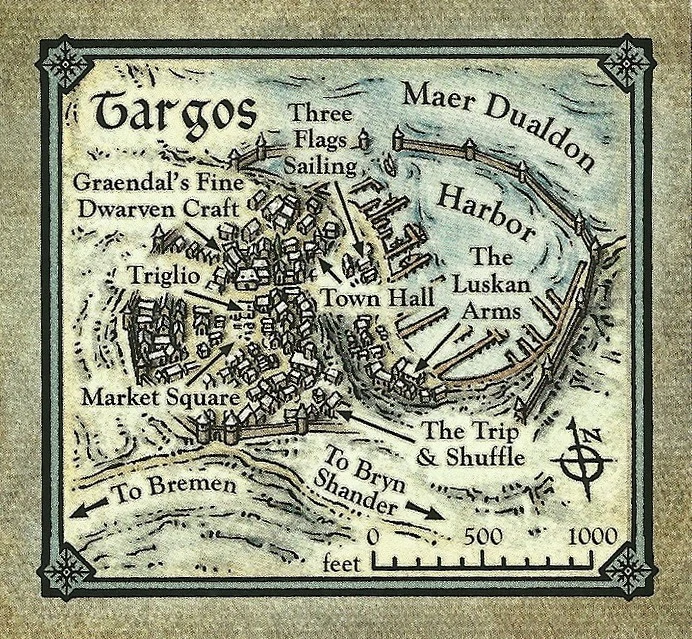 Targos
Maer Dualdon
Three
Flags
Sailing
Graendal's Fine
Dwarven Craft
Harbor
The
Luskan
Arms
Triglio
Town Hall
Market Square
The Trip
& Shuffle
N
To Bremen
To Bryn
Shander
0 500 1000
feet